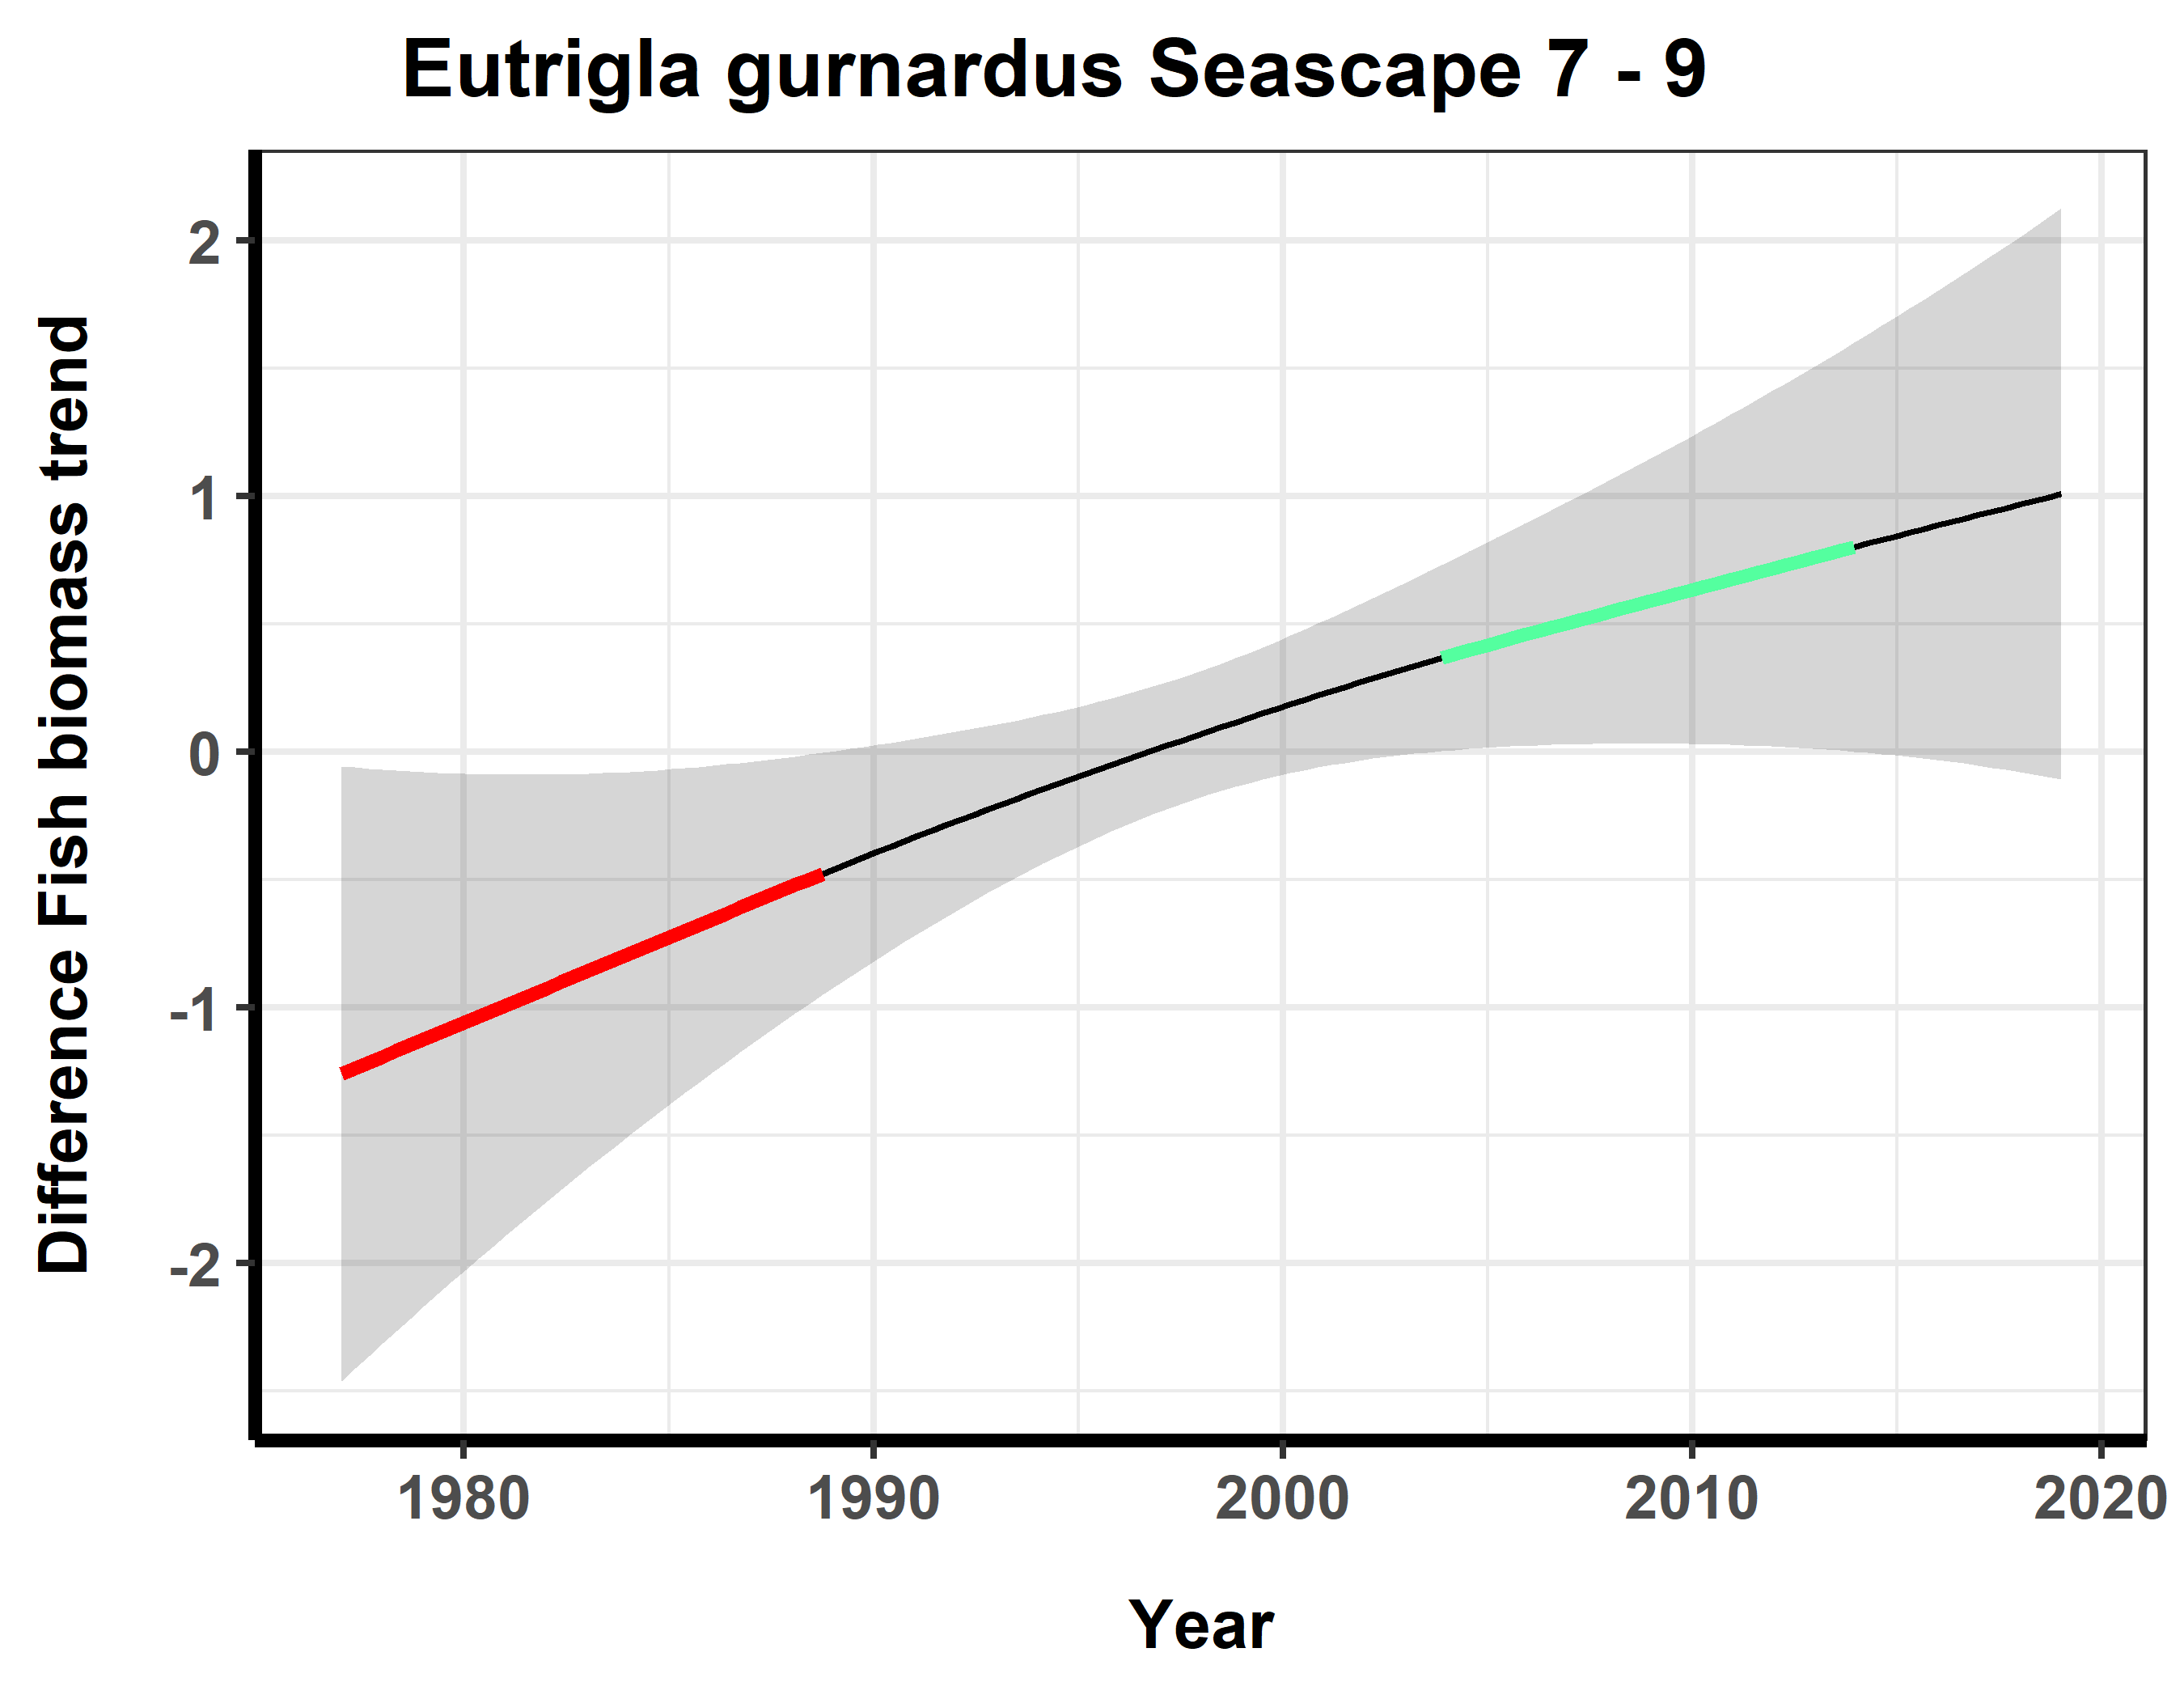 Eutrigla gurnardus Seascape 7 - 9
Difference Fish biomass trend
2
1
0
-1
-2
1980 1990 2000 2010 2020
Year